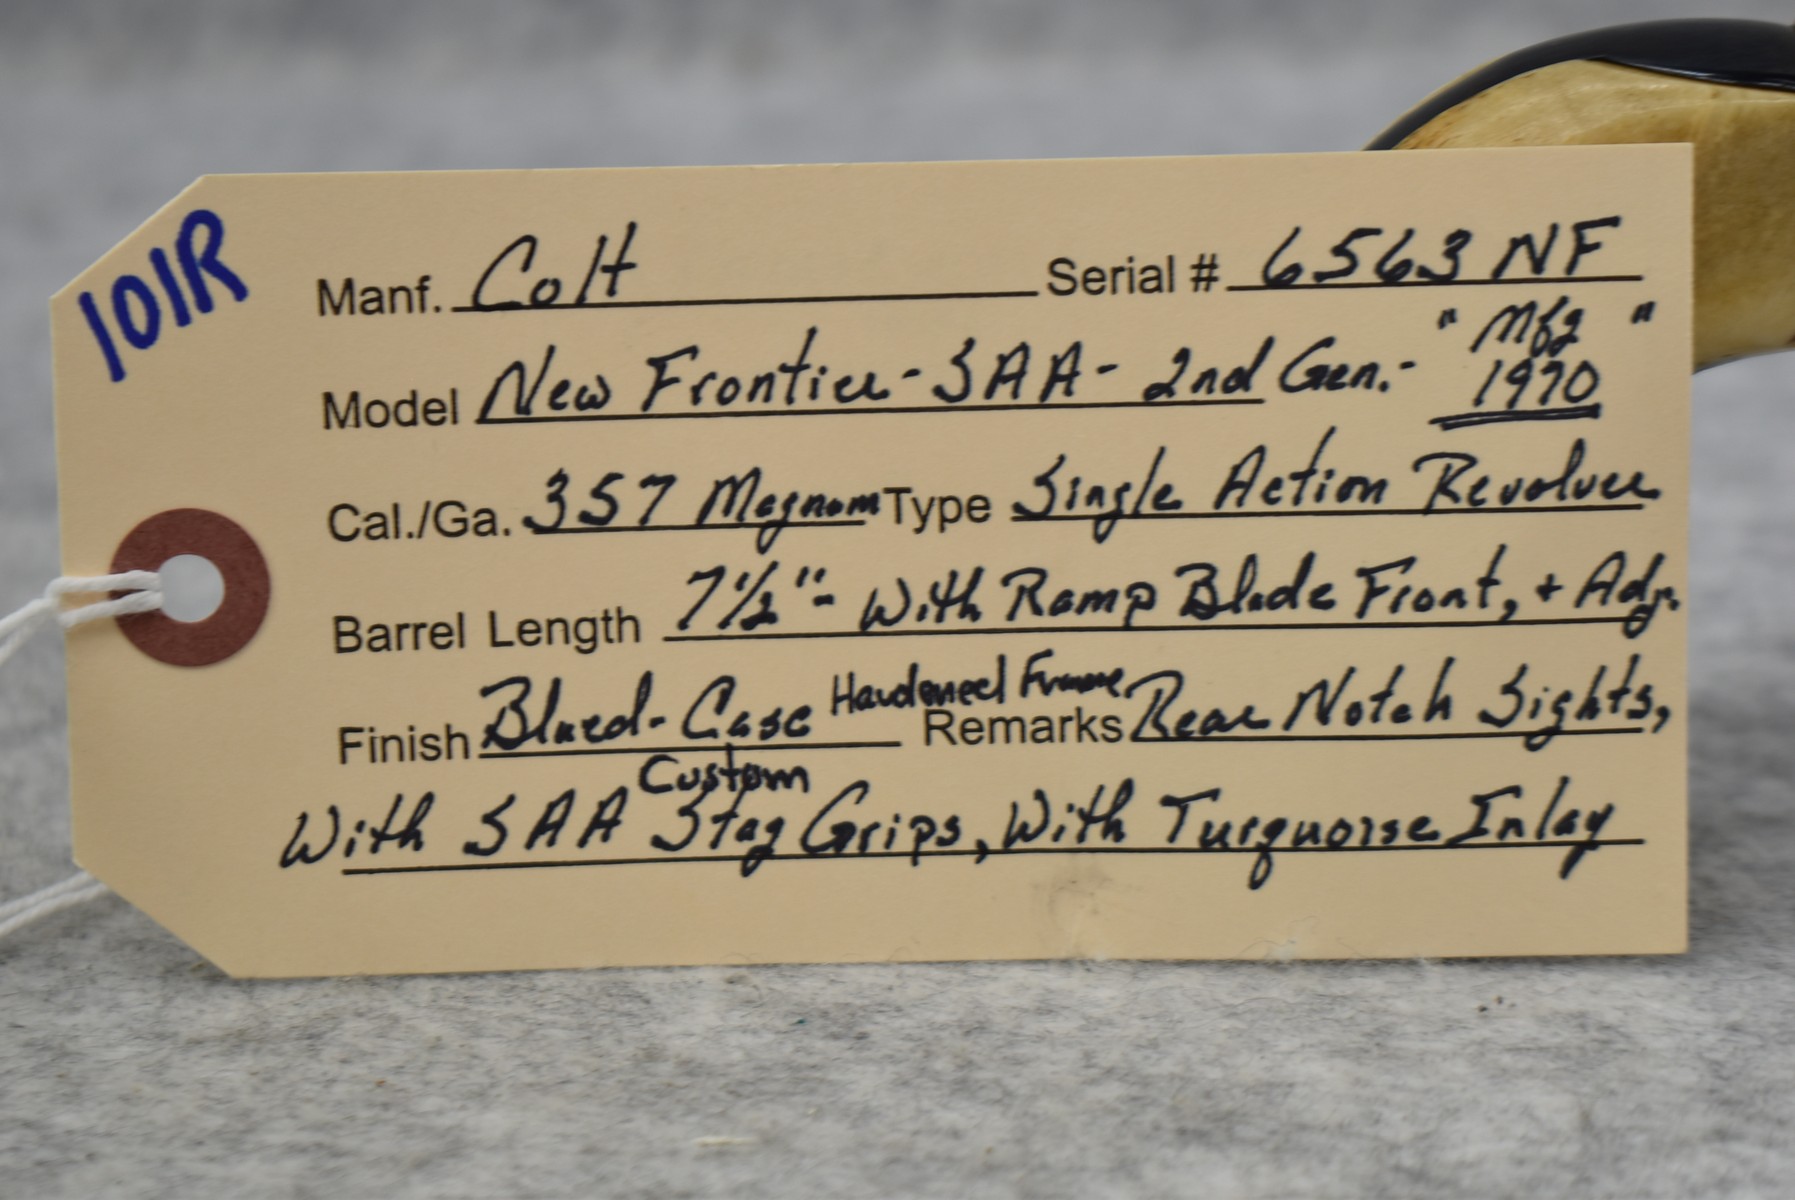 101R
Manf. Colt Serial # 6563 NF
Model New Frontier - SAA - 2nd Gen. - "Mfg 1970"
Cal./Ga. 357 Magnum Type Single Action Revolver
Barrel Length 7 1/2" - With Ramp Blade Front, + Adj.
Finish Blued - Case Hardened Frame Remarks Rear Notch Sights,
With SAA Custom Stag Grips, With Turquoise Inlay